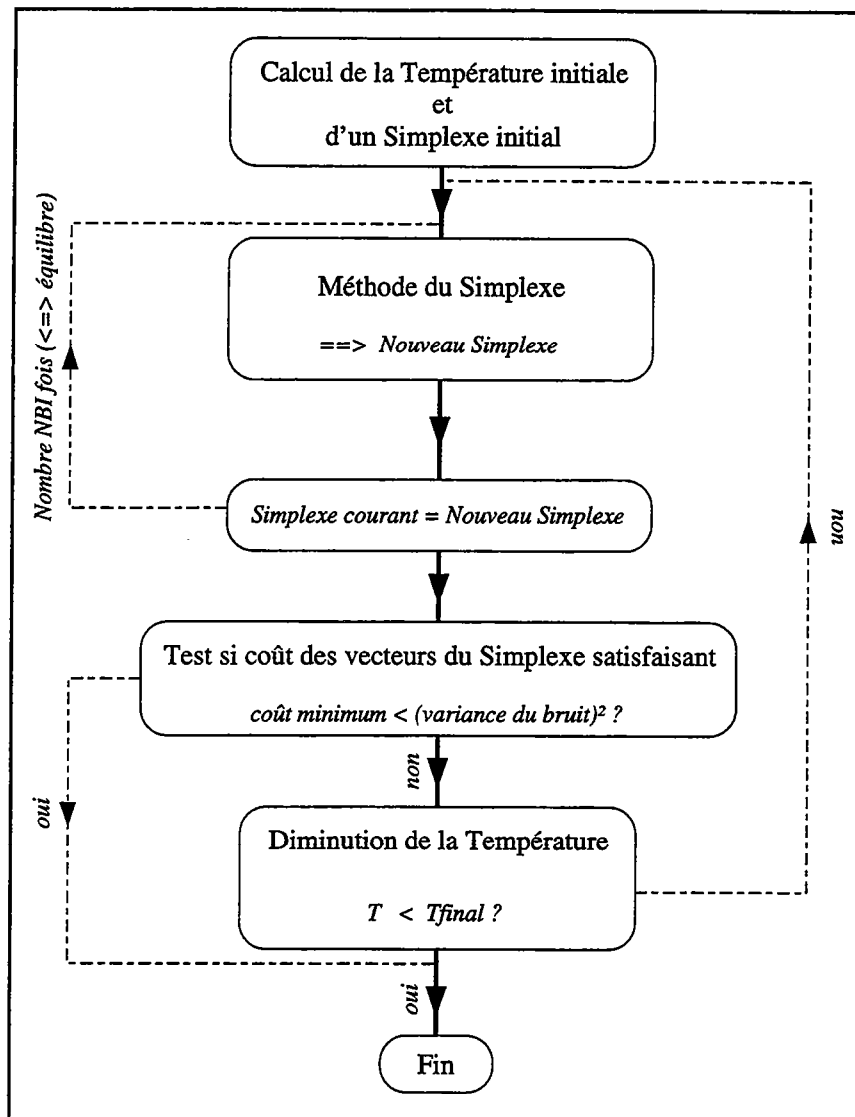 Calcul de la Température initiale
et
d'un Simplexe initial
Nombre NBI fois (<=> équilibre)
Méthode du Simplexe
==> Nouveau Simplexe
Simplexe courant = Nouveau Simplexe
non
Test si coût des vecteurs du Simplexe satisfaisant
coût minimum < (variance du bruit)² ?
non
oui
Diminution de la Température
T < Tfinal ?
oui
Fin